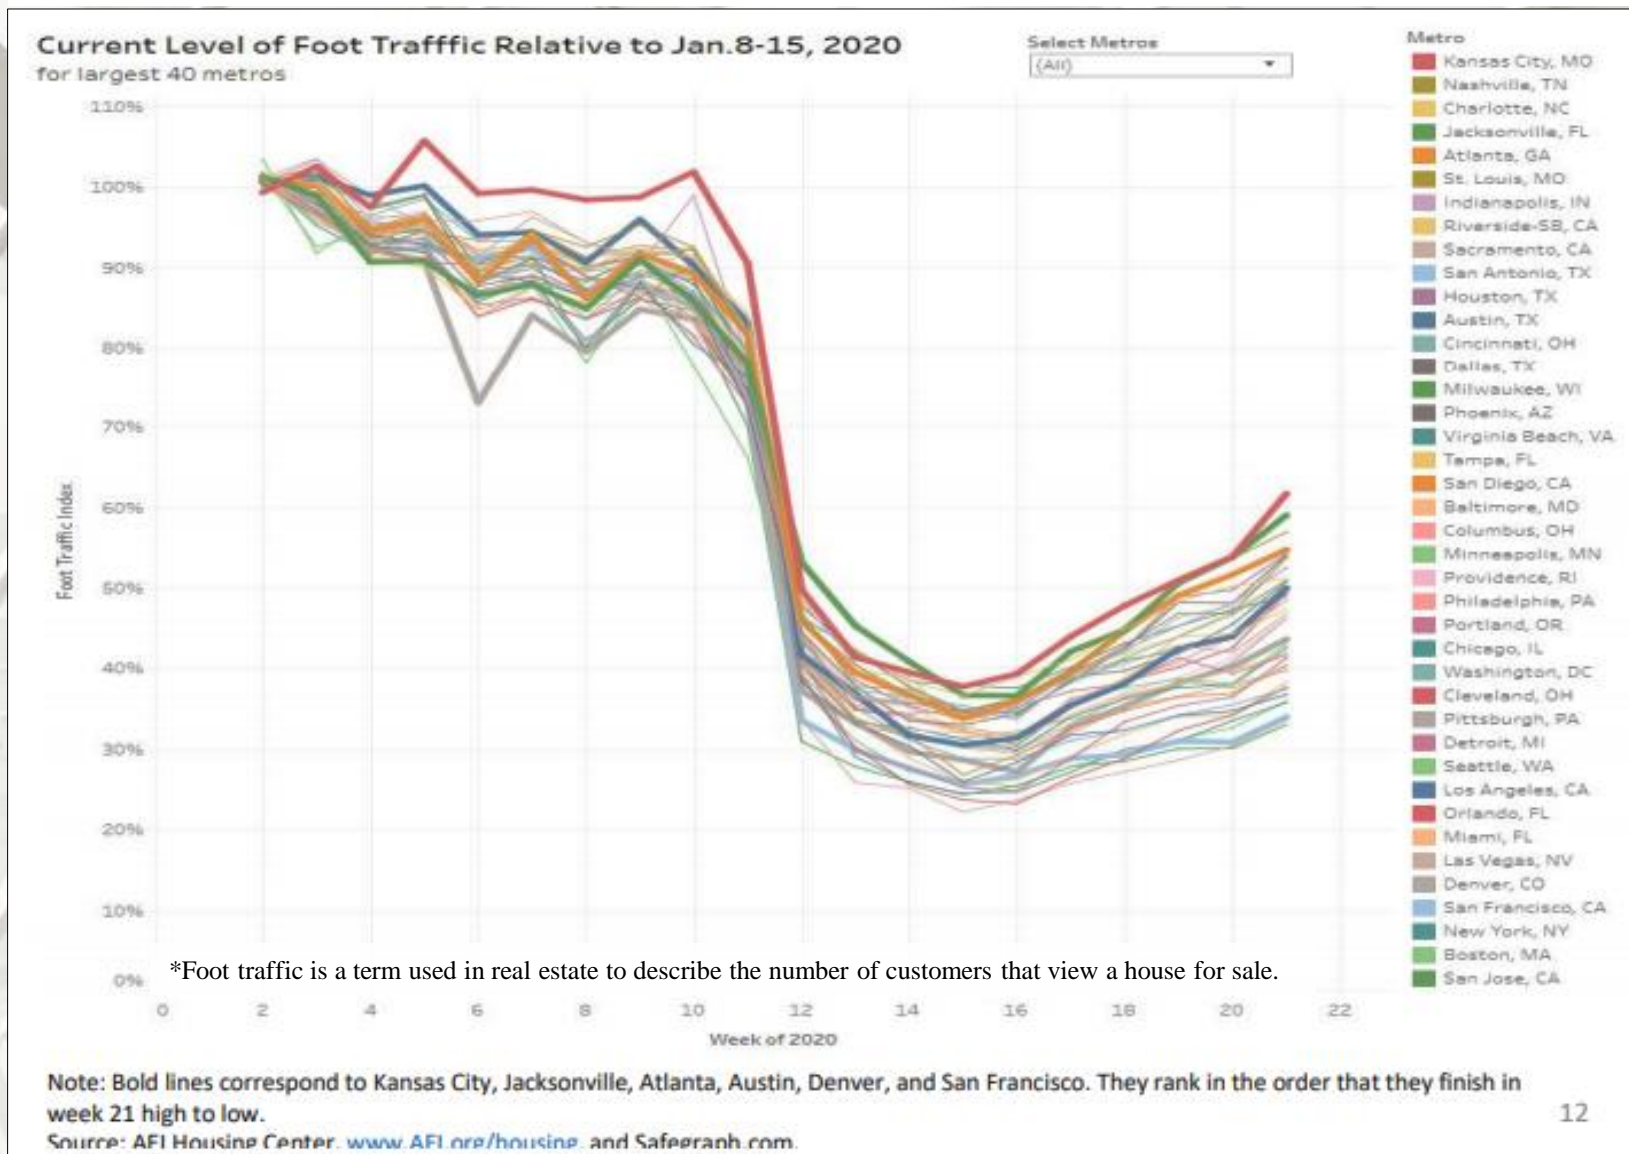 Current Level of Foot Trafffic Relative to Jan.8-15, 2020
for largest 40 metros
Select Metros
(All)
Metro
Kansas City, MO
Nashville, TN
Charlotte, NC
Jacksonville, FL
Atlanta, GA
St. Louis, MO
Indianapolis, IN
Riverside-SB, CA
Sacramento, CA
San Antonio, TX
Houston, TX
Austin, TX
Cincinnati, OH
Dallas, TX
Milwaukee, WI
Phoenix, AZ
Virginia Beach, VA
Tampa, FL
San Diego, CA
Baltimore, MD
Columbus, OH
Minneapolis, MN
Providence, RI
Philadelphia, PA
Portland, OR
Chicago, IL
Washington, DC
Cleveland, OH
Pittsburgh, PA
Detroit, MI
Seattle, WA
Los Angeles, CA
Orlando, FL
Miami, FL
Las Vegas, NV
Denver, CO
San Francisco, CA
New York, NY
Boston, MA
San Jose, CA
110%
100%
90%
80%
70%
60%
50%
40%
30%
20%
10%
0%
Foot Traffic Index
*Foot traffic is a term used in real estate to describe the number of customers that view a house for sale.
0 2 4 6 8 10 12 14 16 18 20 22
Week of 2020
Note: Bold lines correspond to Kansas City, Jacksonville, Atlanta, Austin, Denver, and San Francisco. They rank in the order that they finish in
week 21 high to low.
12
Source: AEI Housing Center, www.AEI.org/housing, and Safegraph.com.